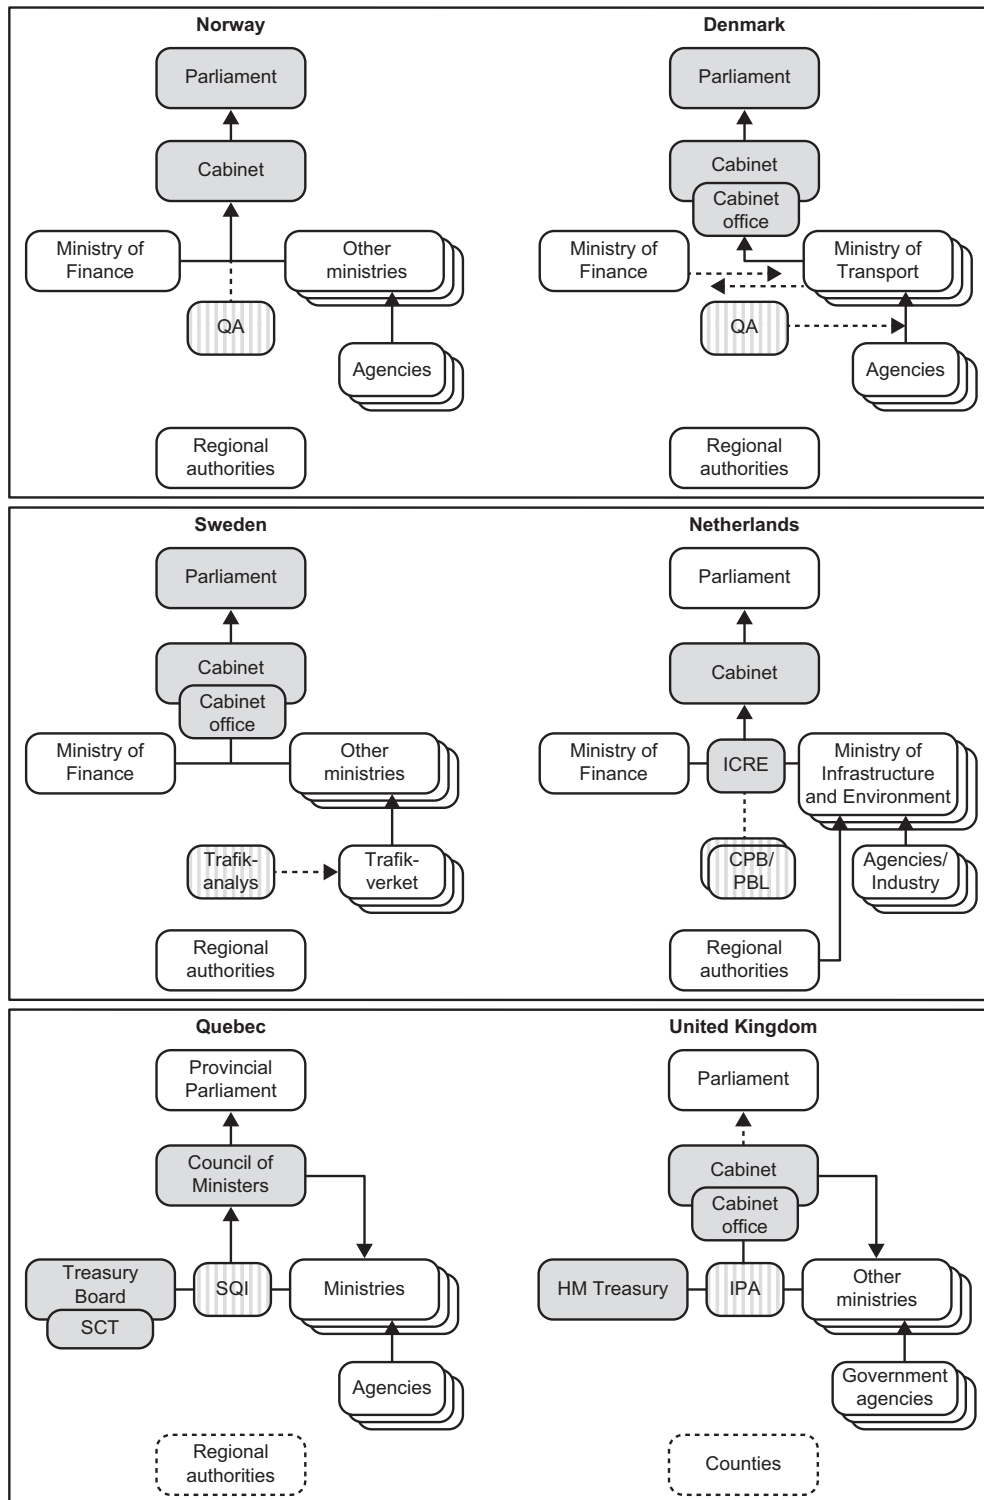 Norway
Parliament
Cabinet
Ministry of
Finance
Other
ministries
QA
Agencies
Regional
authorities
Denmark
Parliament
Cabinet
Cabinet
office
Ministry of
Finance
Ministry of
Transport
QA
Agencies
Regional
authorities
Sweden
Parliament
Cabinet
Cabinet
office
Ministry of
Finance
Other
ministries
Trafik-
analys
Trafik-
verket
Regional
authorities
Netherlands
Parliament
Cabinet
Ministry of
Finance
ICRE
Ministry of
Infrastructure
and Environment
CPB/
PBL
Agencies/
Industry
Regional
authorities
Quebec
Provincial
Parliament
Council of
Ministers
Treasury
Board
SCT
SQI
Ministries
Agencies
Regional
authorities
United Kingdom
Parliament
Cabinet
Cabinet
office
HM Treasury
IPA
Other
ministries
Government
agencies
Counties